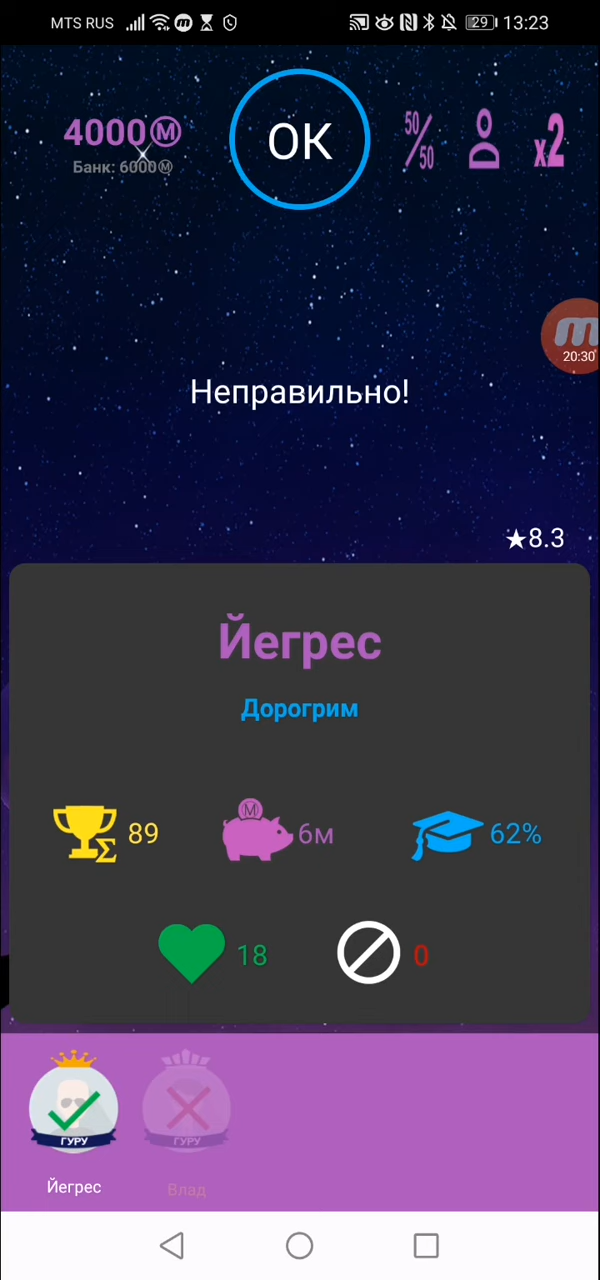 MTS RUS 29 13:23
4000Ⓜ
Банк: 6000Ⓜ
OK
50/50
x2
20:30
Неправильно!
★8.3
Йегрес
Дорогрим
89 6м 62%
18 0
ГУРУ ГУРУ
Йегрес Влад